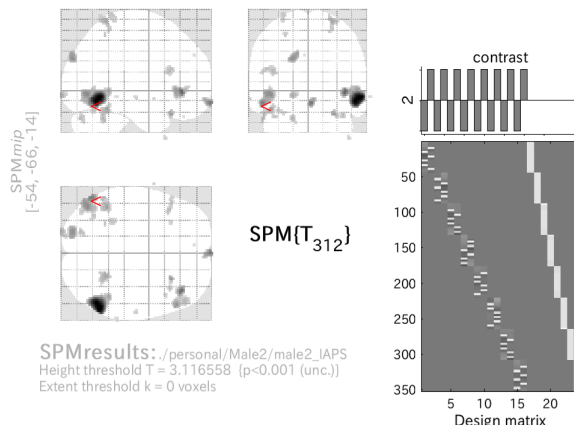 contrast
2
SPMmip
[-54, -66, -14]
SPM{T312}
50
100
150
200
250
300
350
5 10 15 20
Design matrix
SPMresults: ./personal/Male2/male2_IAPS
Height threshold T = 3.116558 {p<0.001 (unc.)]
Extent threshold k = 0 voxels